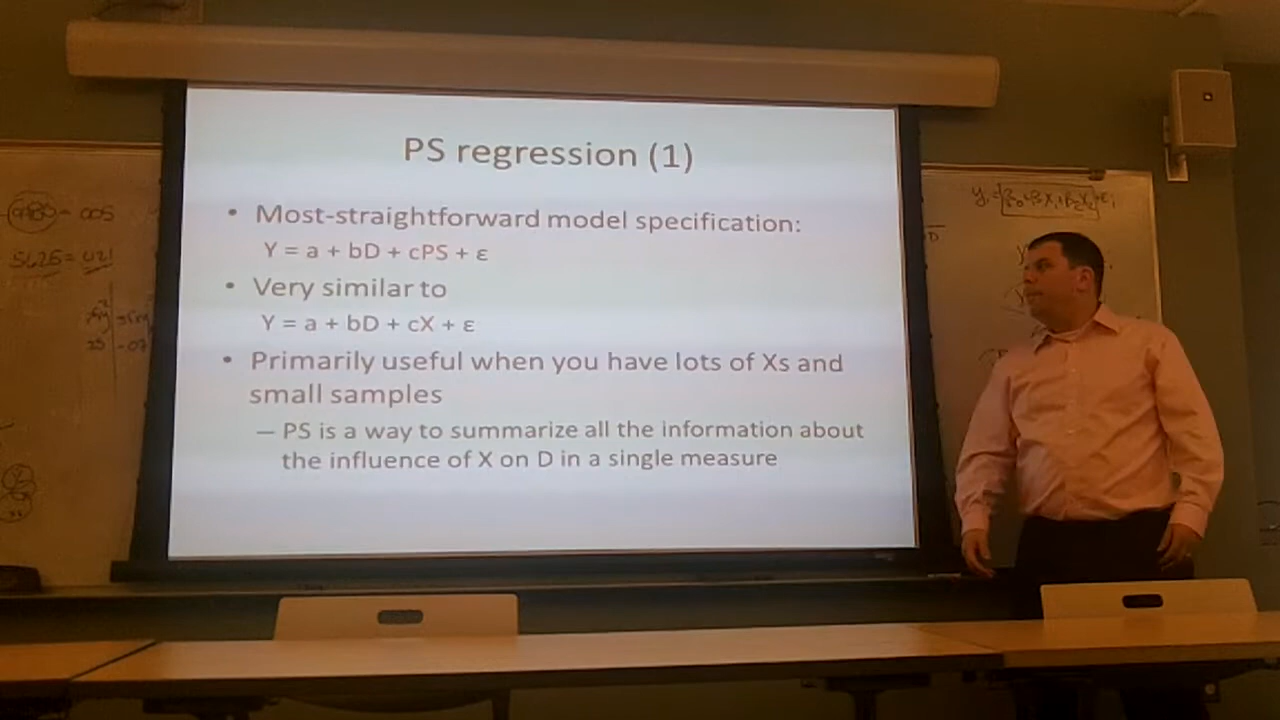 PS regression (1)
• Most-straightforward model specification:
Y = a + bD + cPS + ε
• Very similar to
Y = a + bD + cX + ε
• Primarily useful when you have lots of Xs and
small samples
– PS is a way to summarize all the information about
the influence of X on D in a single measure